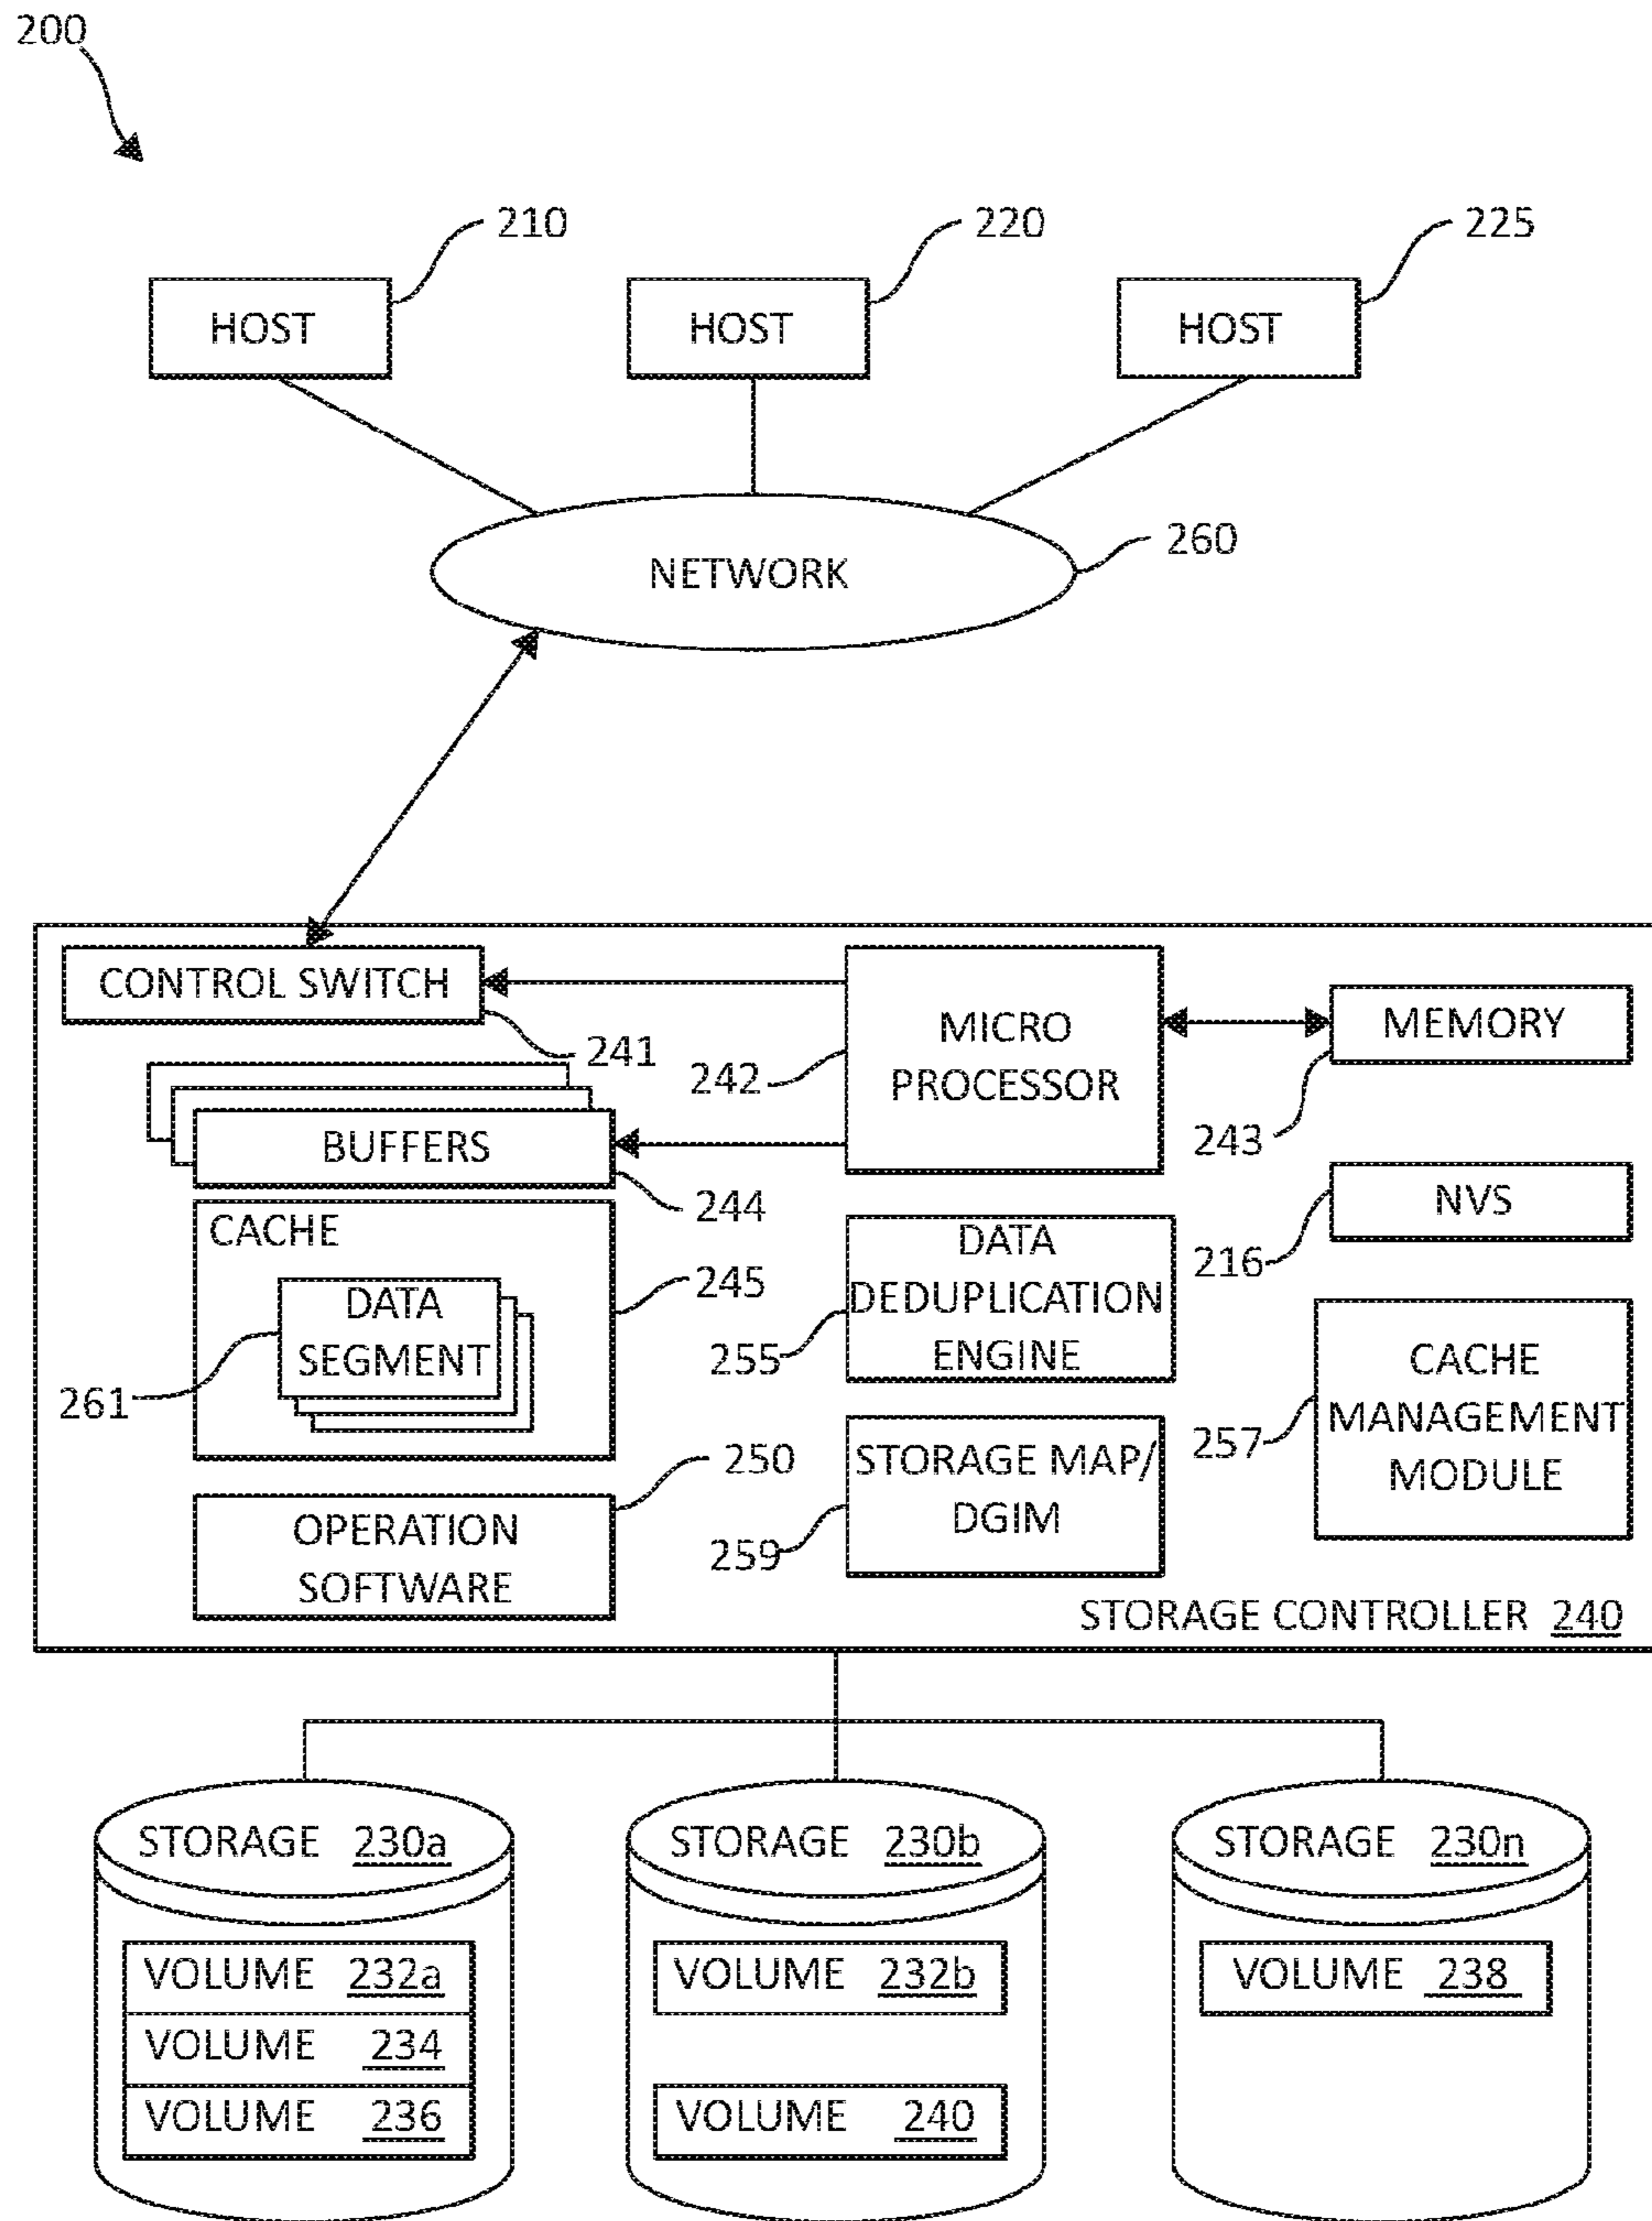 200
210
220
225
HOST
HOST
HOST
260
NETWORK
CONTROL SWITCH
241
MICRO
PROCESSOR
242
MEMORY
243
BUFFERS
244
NVS
216
CACHE
245
DATA
SEGMENT
261
DATA
DEDUPLICATION
ENGINE
255
CACHE
MANAGEMENT
MODULE
257
250
OPERATION
SOFTWARE
STORAGE MAP/
DGIM
259
STORAGE CONTROLLER 240
STORAGE 230a
STORAGE 230b
STORAGE 230n
VOLUME 232a
VOLUME 234
VOLUME 236
VOLUME 232b
VOLUME 240
VOLUME 238